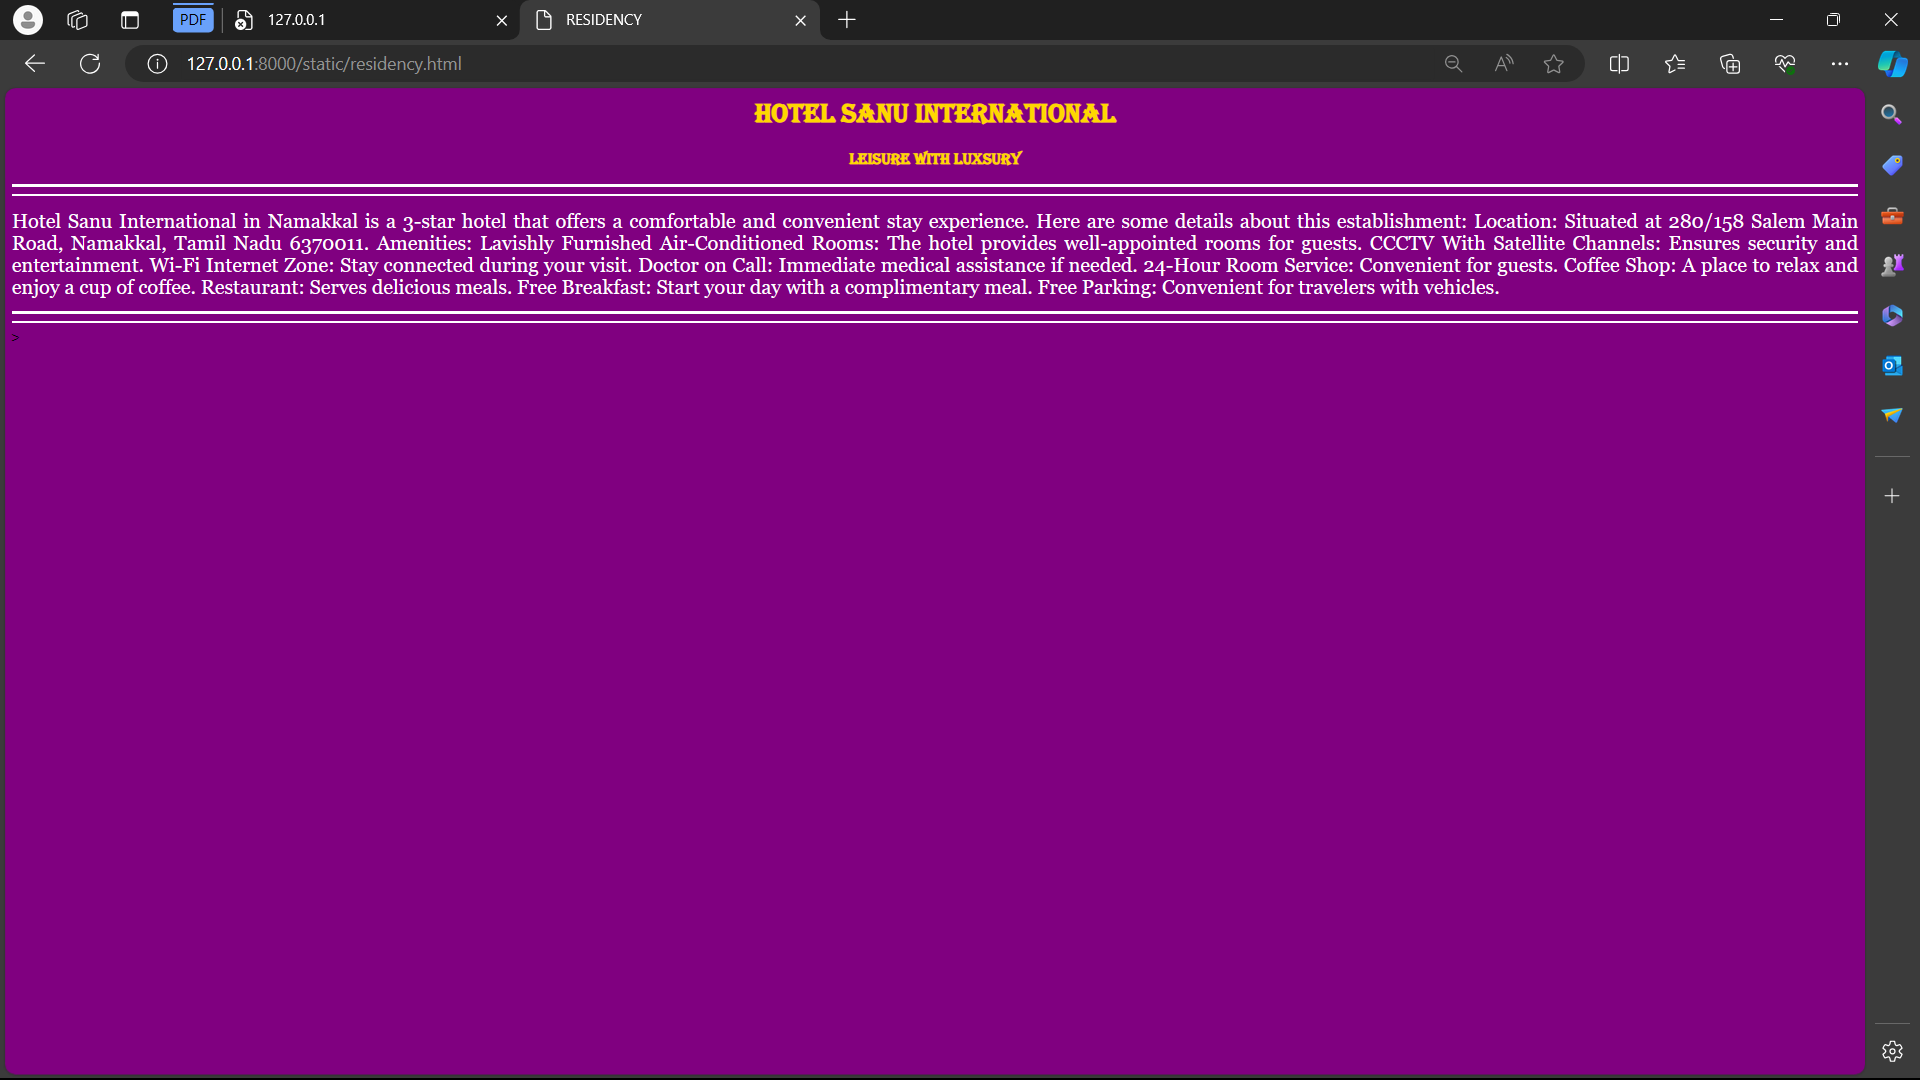 PDF
127.0.0.1
RESIDENCY
127.0.0.1:8000/static/residency.html
HOTEL SANU INTERNATIONAL
LEISURE WITH LUXSURY
Hotel Sanu International in Namakkal is a 3-star hotel that offers a comfortable and convenient stay experience. Here are some details about this establishment: Location: Situated at 280/158 Salem Main
Road, Namakkal, Tamil Nadu 6370011. Amenities: Lavishly Furnished Air-Conditioned Rooms: The hotel provides well-appointed rooms for guests. CCCTV With Satellite Channels: Ensures security and
entertainment. Wi-Fi Internet Zone: Stay connected during your visit. Doctor on Call: Immediate medical assistance if needed. 24-Hour Room Service: Convenient for guests. Coffee Shop: A place to relax and
enjoy a cup of coffee. Restaurant: Serves delicious meals. Free Breakfast: Start your day with a complimentary meal. Free Parking: Convenient for travelers with vehicles.
>